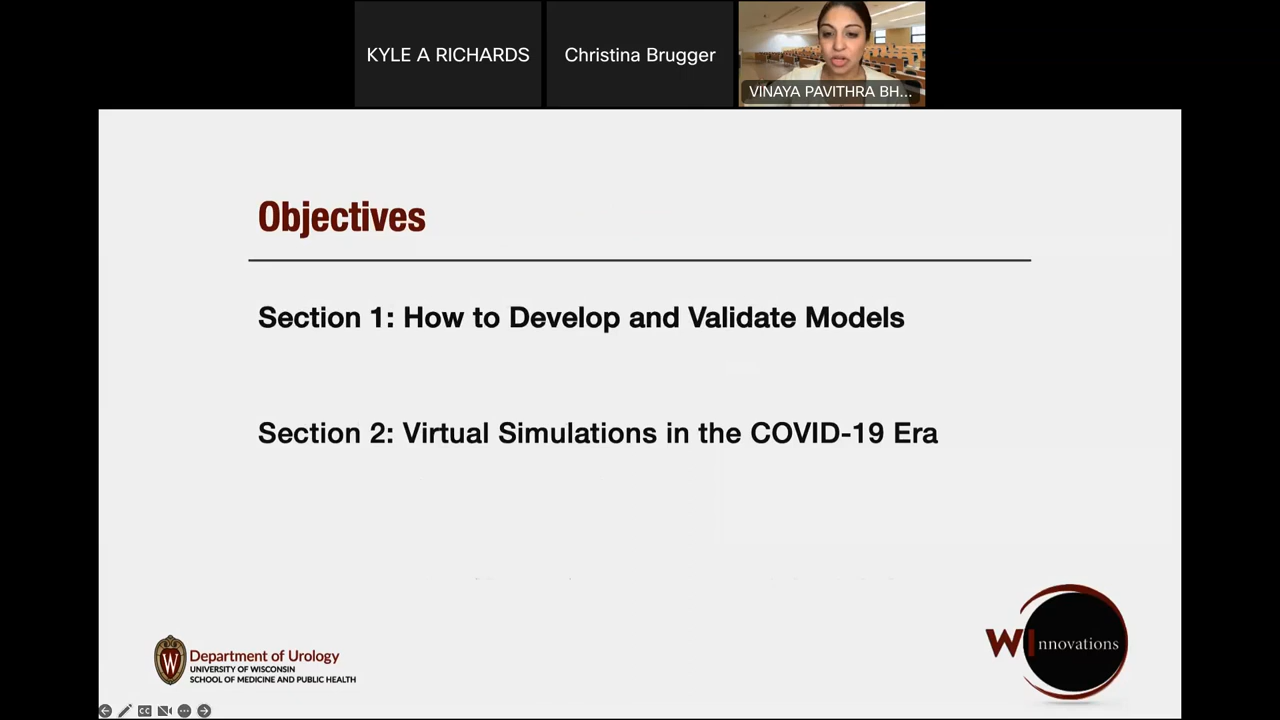 KYLE A RICHARDS
Christina Brugger
VINAYA PAVITHRA BH...
Objectives
Section 1: How to Develop and Validate Models
Section 2: Virtual Simulations in the COVID-19 Era
W
Department of Urology
UNIVERSITY OF WISCONSIN
SCHOOL OF MEDICINE AND PUBLIC HEALTH
WInnovations
CC